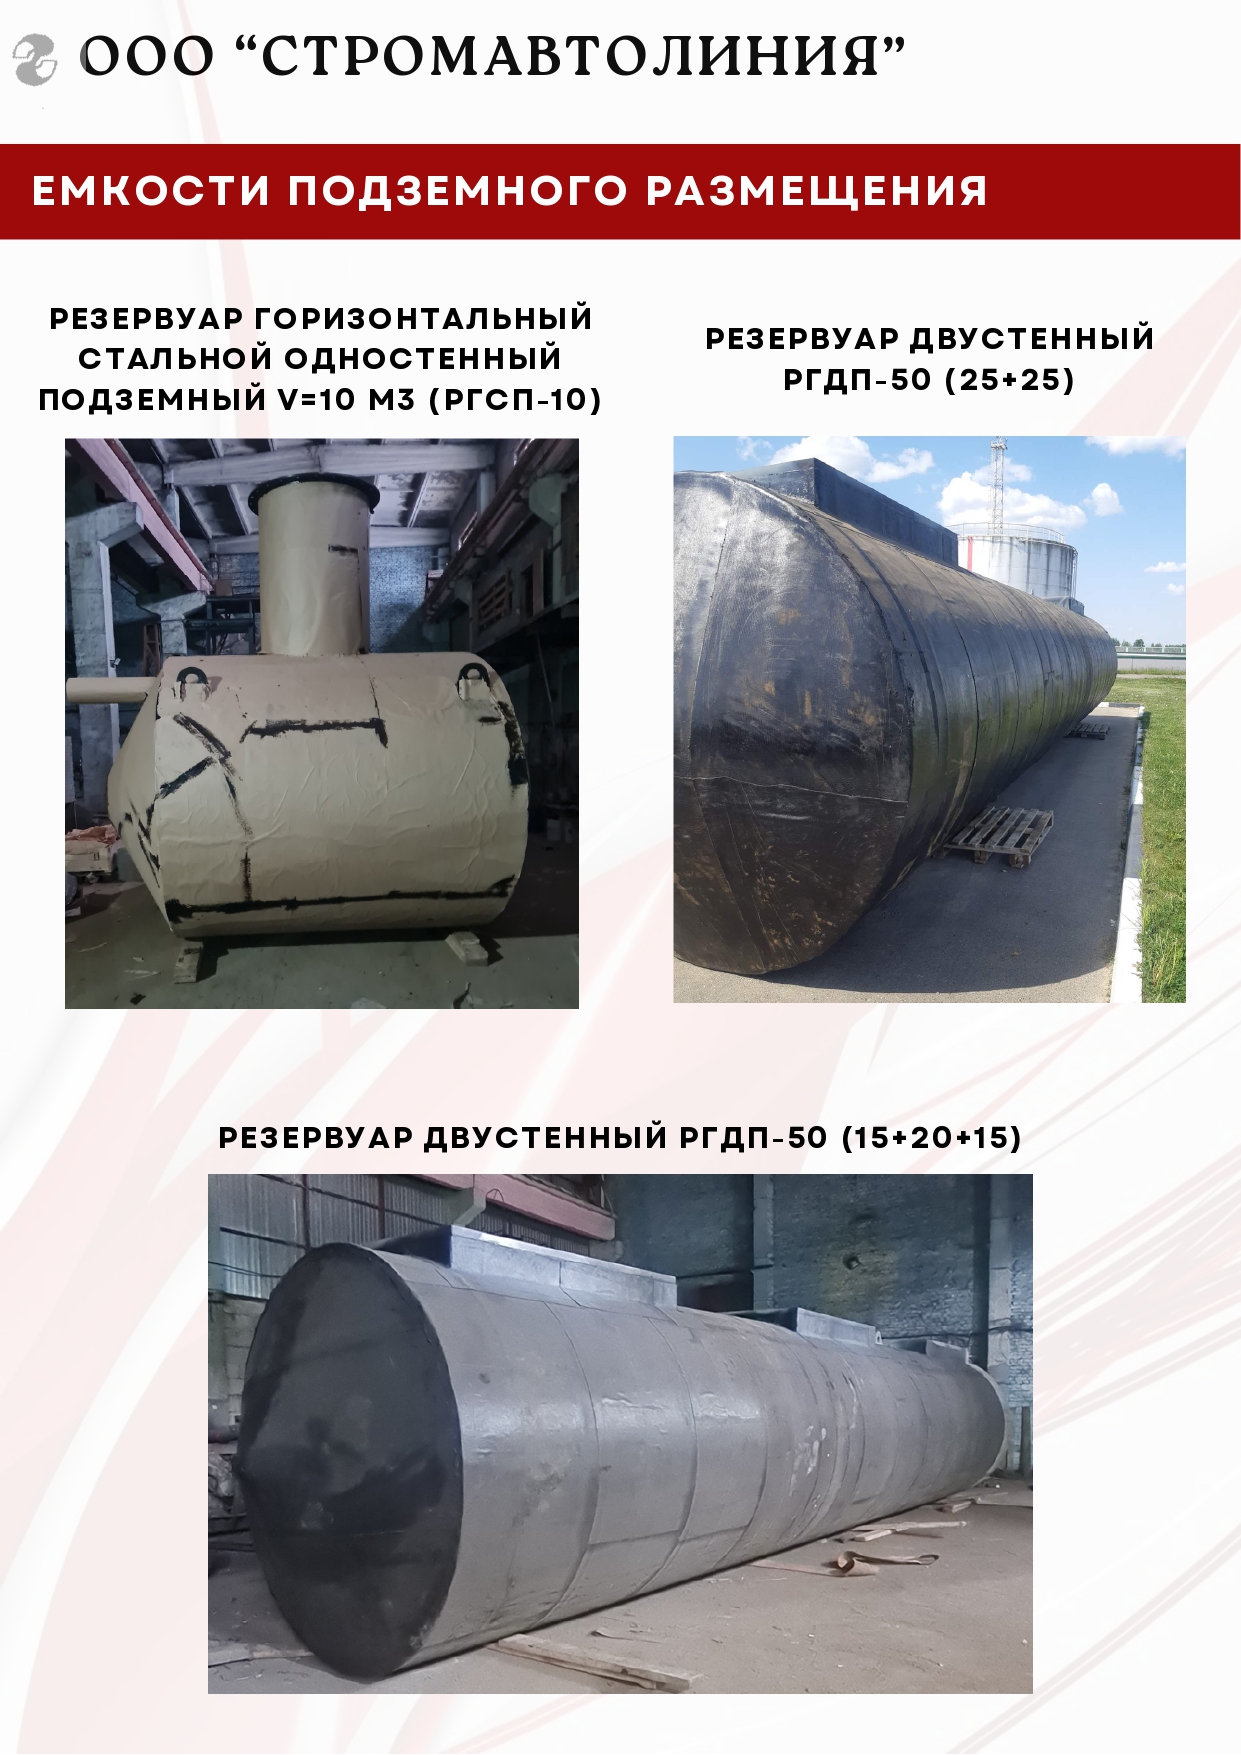 ООО “СТРОМАВТОЛИНИЯ”
ЕМКОСТИ ПОДЗЕМНОГО РАЗМЕЩЕНИЯ
РЕЗЕРВУАР ГОРИЗОНТАЛЬНЫЙ
СТАЛЬНОЙ ОДНОСТЕННЫЙ
ПОДЗЕМНЫЙ V=10 М3 (РГСП-10)
РЕЗЕРВУАР ДВУСТЕННЫЙ
РГДП-50 (25+25)
РЕЗЕРВУАР ДВУСТЕННЫЙ РГДП-50 (15+20+15)